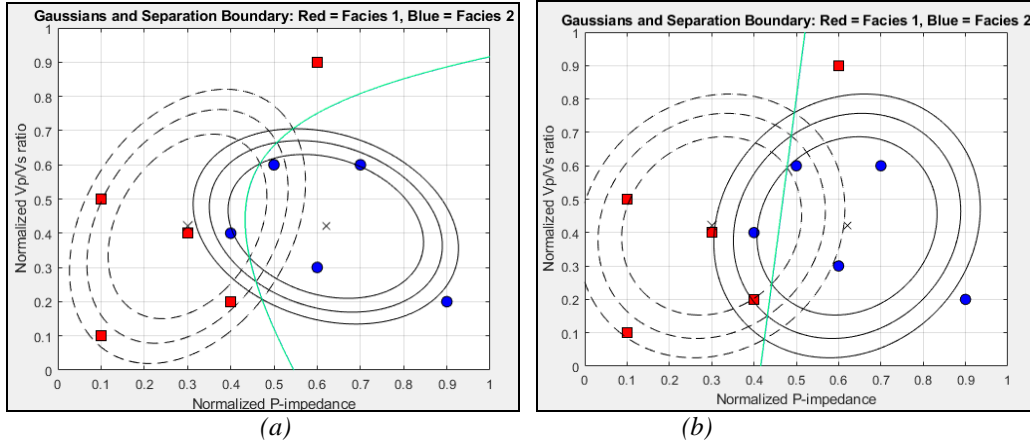 Gaussians and Separation Boundary: Red = Facies 1, Blue = Facies 2
1
0.9
0.8
0.7
0.6
0.5
0.4
0.3
0.2
0.1
0
Normalized Vp/Vs ratio
0 0.1 0.2 0.3 0.4 0.5 0.6 0.7 0.8 0.9 1
Normalized P-impedance
(a)
Gaussians and Separation Boundary: Red = Facies 1, Blue = Facies 2
1
0.9
0.8
0.7
0.6
0.5
0.4
0.3
0.2
0.1
0
Normalized Vp/Vs ratio
0 0.1 0.2 0.3 0.4 0.5 0.6 0.7 0.8 0.9 1
Normalized P-impedance
(b)